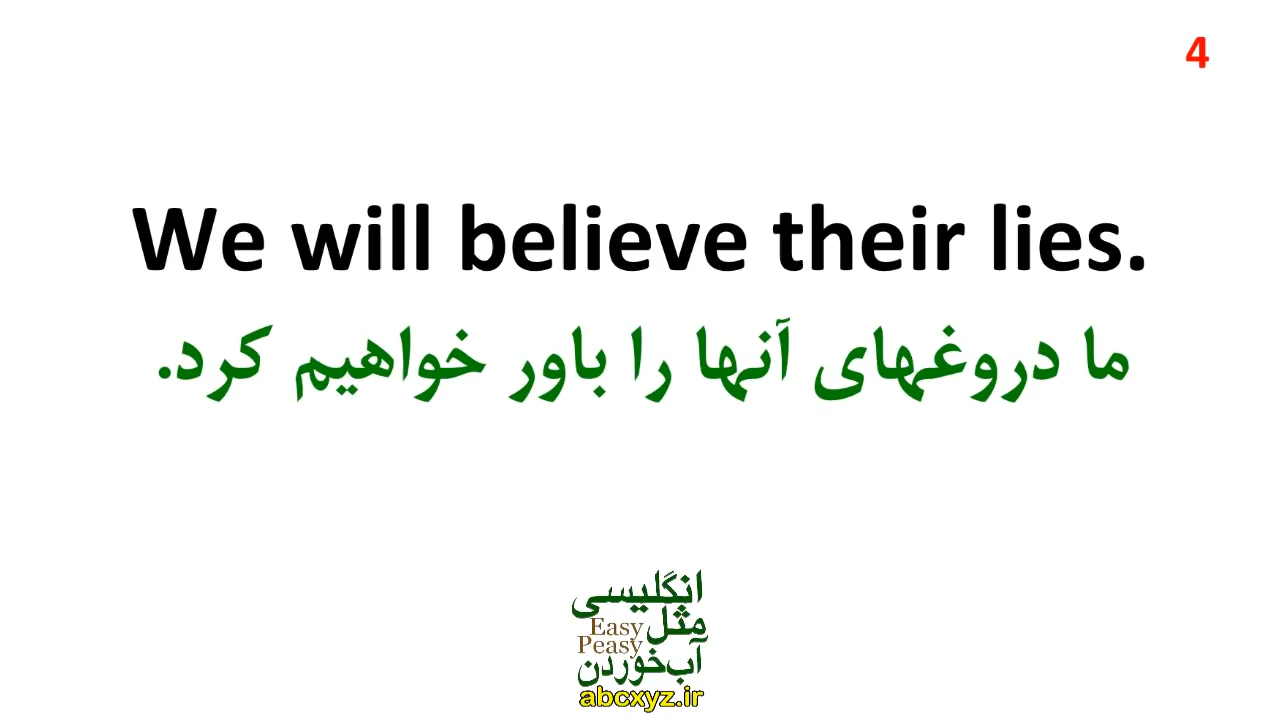 4
We will believe their lies.
ما دروغهای آنها را باور خواهیم کرد.
انگلیسی
مثل
Easy
Peasy
آب‌خوردن
abcxyz.ir